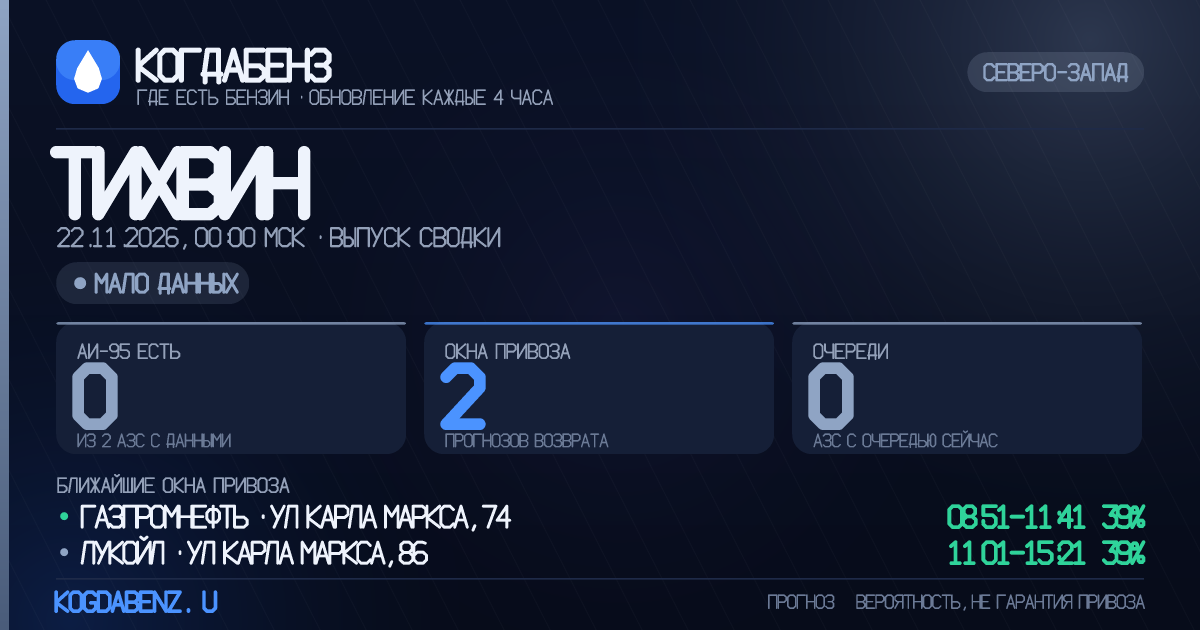 КОГДАБЕНЗ
ГДЕ ЕСТЬ БЕНЗИН · ОБНОВЛЕНИЕ КАЖДЫЕ 4 ЧАСА
СЕВЕРО-ЗАПАД
ТИХВИН
22.11.2026, 00:00 МСК · ВЫПУСК СВОДКИ
• МАЛО ДАННЫХ
АИ-95 ЕСТЬ
0
ИЗ 2 АЗС С ДАННЫМИ
ОКНА ПРИВОЗА
2
ПРОГНОЗОВ ВОЗВРАТА
ОЧЕРЕДИ
0
АЗС С ОЧЕРЕДЬЮ СЕЙЧАС
БЛИЖАЙШИЕ ОКНА ПРИВОЗА
• ГАЗПРОМНЕФТЬ · УЛ КАРЛА МАРКСА, 74 08:51-11:41 39%
• ЛУКОЙЛ · УЛ КАРЛА МАРКСА, 86 11:01-15:21 39%
KOGDABENZ. U
ПРОГНОЗ ВЕРОЯТНОСТЬ, НЕ ГАРАНТИЯ ПРИВОЗА